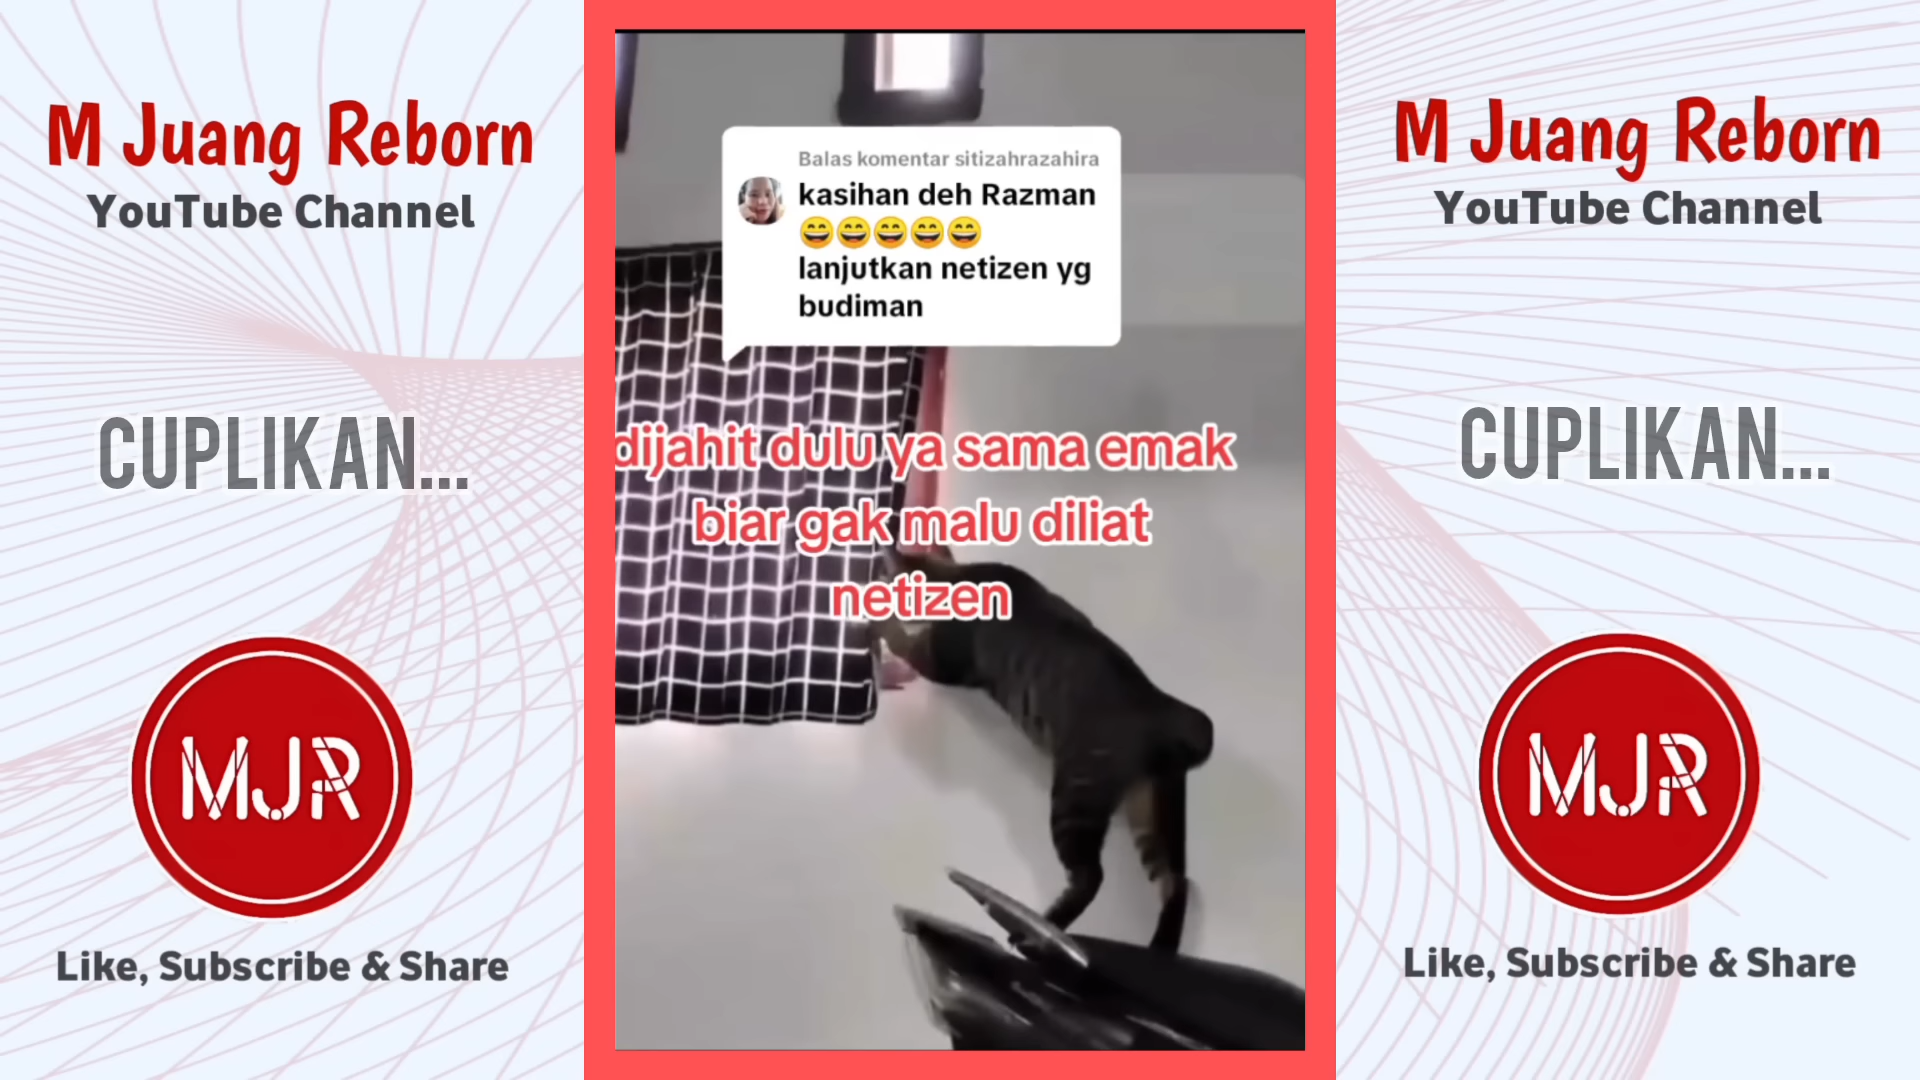 M Juang Reborn
YouTube Channel
CUPLIKAN...
MJR
Like, Subscribe & Share
Balas komentar sitizahrazahira
kasihan deh Razman
😄😄😄😄😄
lanjutkan netizen yg
budiman
dijahit dulu ya sama emak
biar gak malu diliat
netizen
M Juang Reborn
YouTube Channel
CUPLIKAN...
MJR
Like, Subscribe & Share